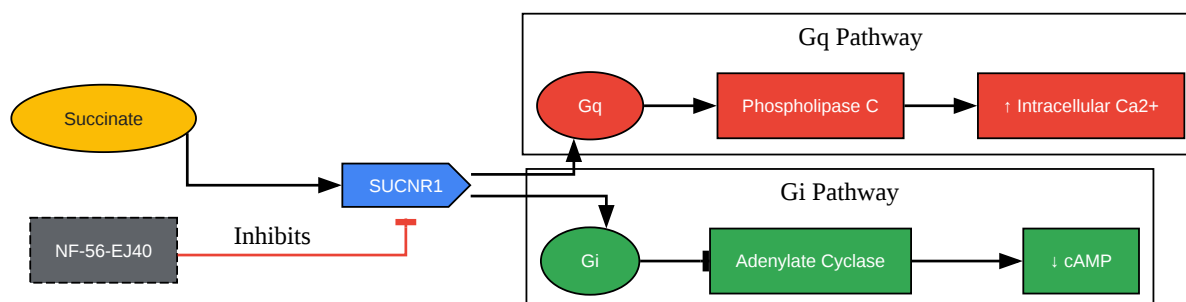 Gq Pathway
Succinate
Gq
Phospholipase C
↑ Intracellular Ca2+
SUCNR1
Gi Pathway
NF-56-EJ40
Inhibits
Gi
Adenylate Cyclase
↓ cAMP